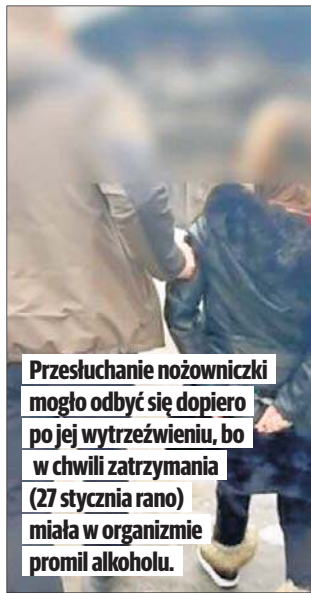 Przesłuchanie nożowniczki
mogło odbyć się dopiero
po jej wytrzeźwieniu, bo
w chwili zatrzymania
(27 stycznia rano)
miała w organizmie
promil alkoholu.